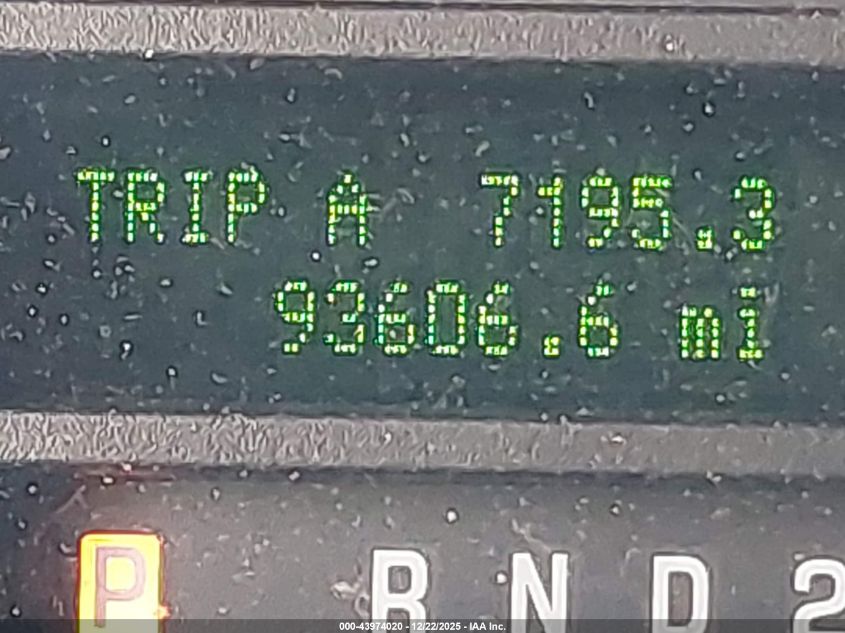 TRIP A 7195.3
93606.6 mi
P R N D 2
000-43974020 - 12/22/2025 - IAA Inc.